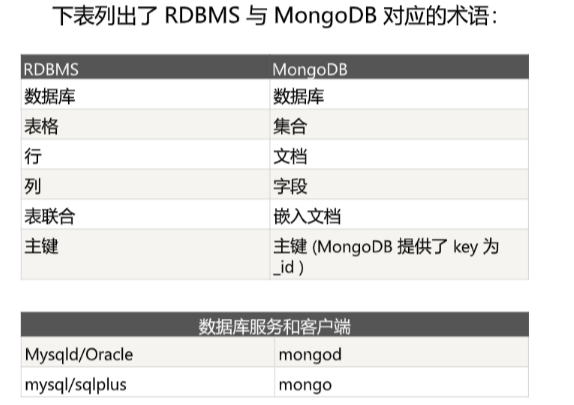 下表列出了 RDBMS 与 MongoDB 对应的术语：
RDBMS MongoDB
数据库 数据库
表格 集合
行 文档
列 字段
表联合 嵌入文档
主键 主键 (MongoDB 提供了 key 为
_id )
数据库服务和客户端
Mysqld/Oracle mongod
mysql/sqlplus mongo